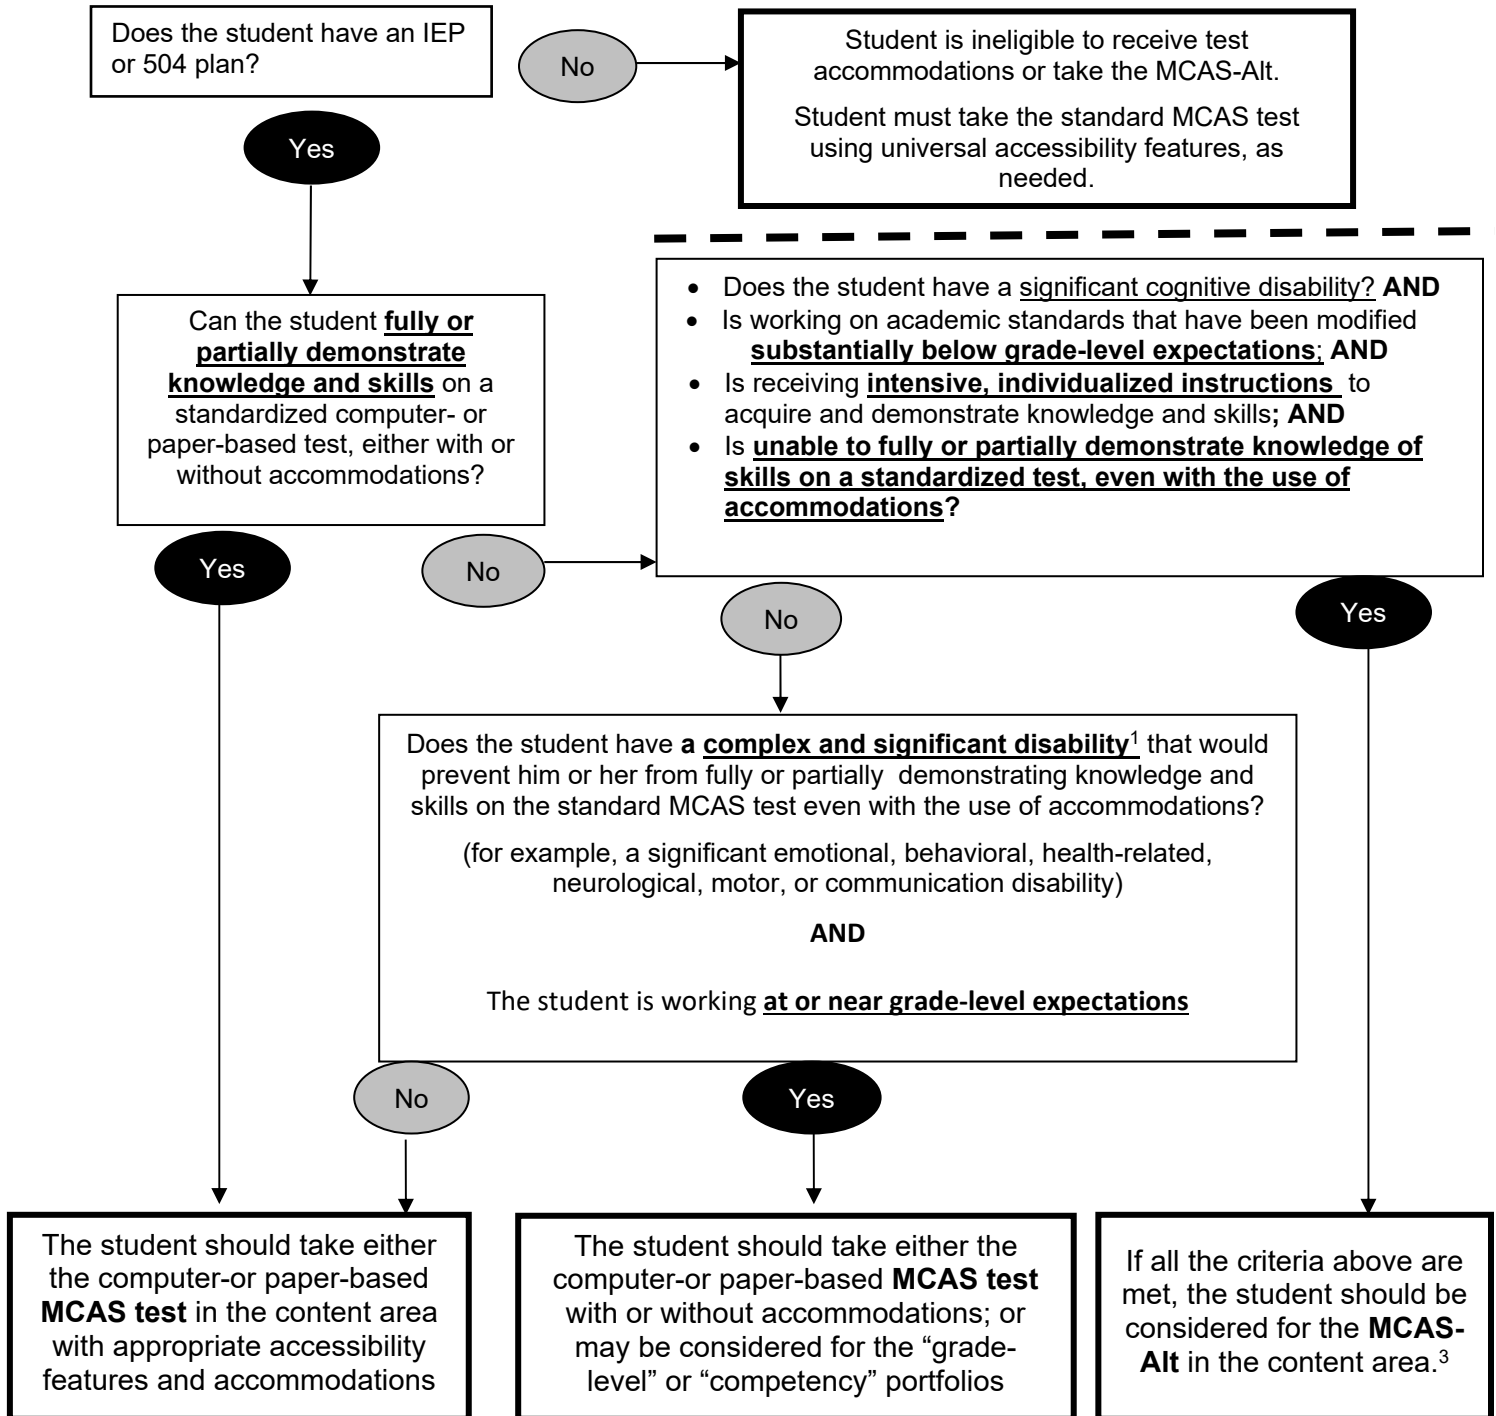 Does the student have an IEP
or 504 plan?
No
Student is ineligible to receive test
accommodations or take the MCAS-Alt.
Student must take the standard MCAS test
using universal accessibility features, as
needed.
Yes
Can the student fully or
partially demonstrate
knowledge and skills on a
standardized computer- or
paper-based test, either with or
without accommodations?
• Does the student have a significant cognitive disability? AND
• Is working on academic standards that have been modified
substantially below grade-level expectations; AND
• Is receiving intensive, individualized instructions to
acquire and demonstrate knowledge and skills; AND
• Is unable to fully or partially demonstrate knowledge of
skills on a standardized test, even with the use of
accommodations?
Yes
No
No
Yes
Does the student have a complex and significant disability¹ that would
prevent him or her from fully or partially demonstrating knowledge and
skills on the standard MCAS test even with the use of accommodations?
(for example, a significant emotional, behavioral, health-related,
neurological, motor, or communication disability)
AND
The student is working at or near grade-level expectations
No
Yes
The student should take either
the computer-or paper-based
MCAS test in the content area
with appropriate accessibility
features and accommodations
The student should take either the
computer-or paper-based MCAS test
with or without accommodations; or
may be considered for the “grade-
level” or “competency” portfolios
If all the criteria above are
met, the student should be
considered for the MCAS-
Alt in the content area.³